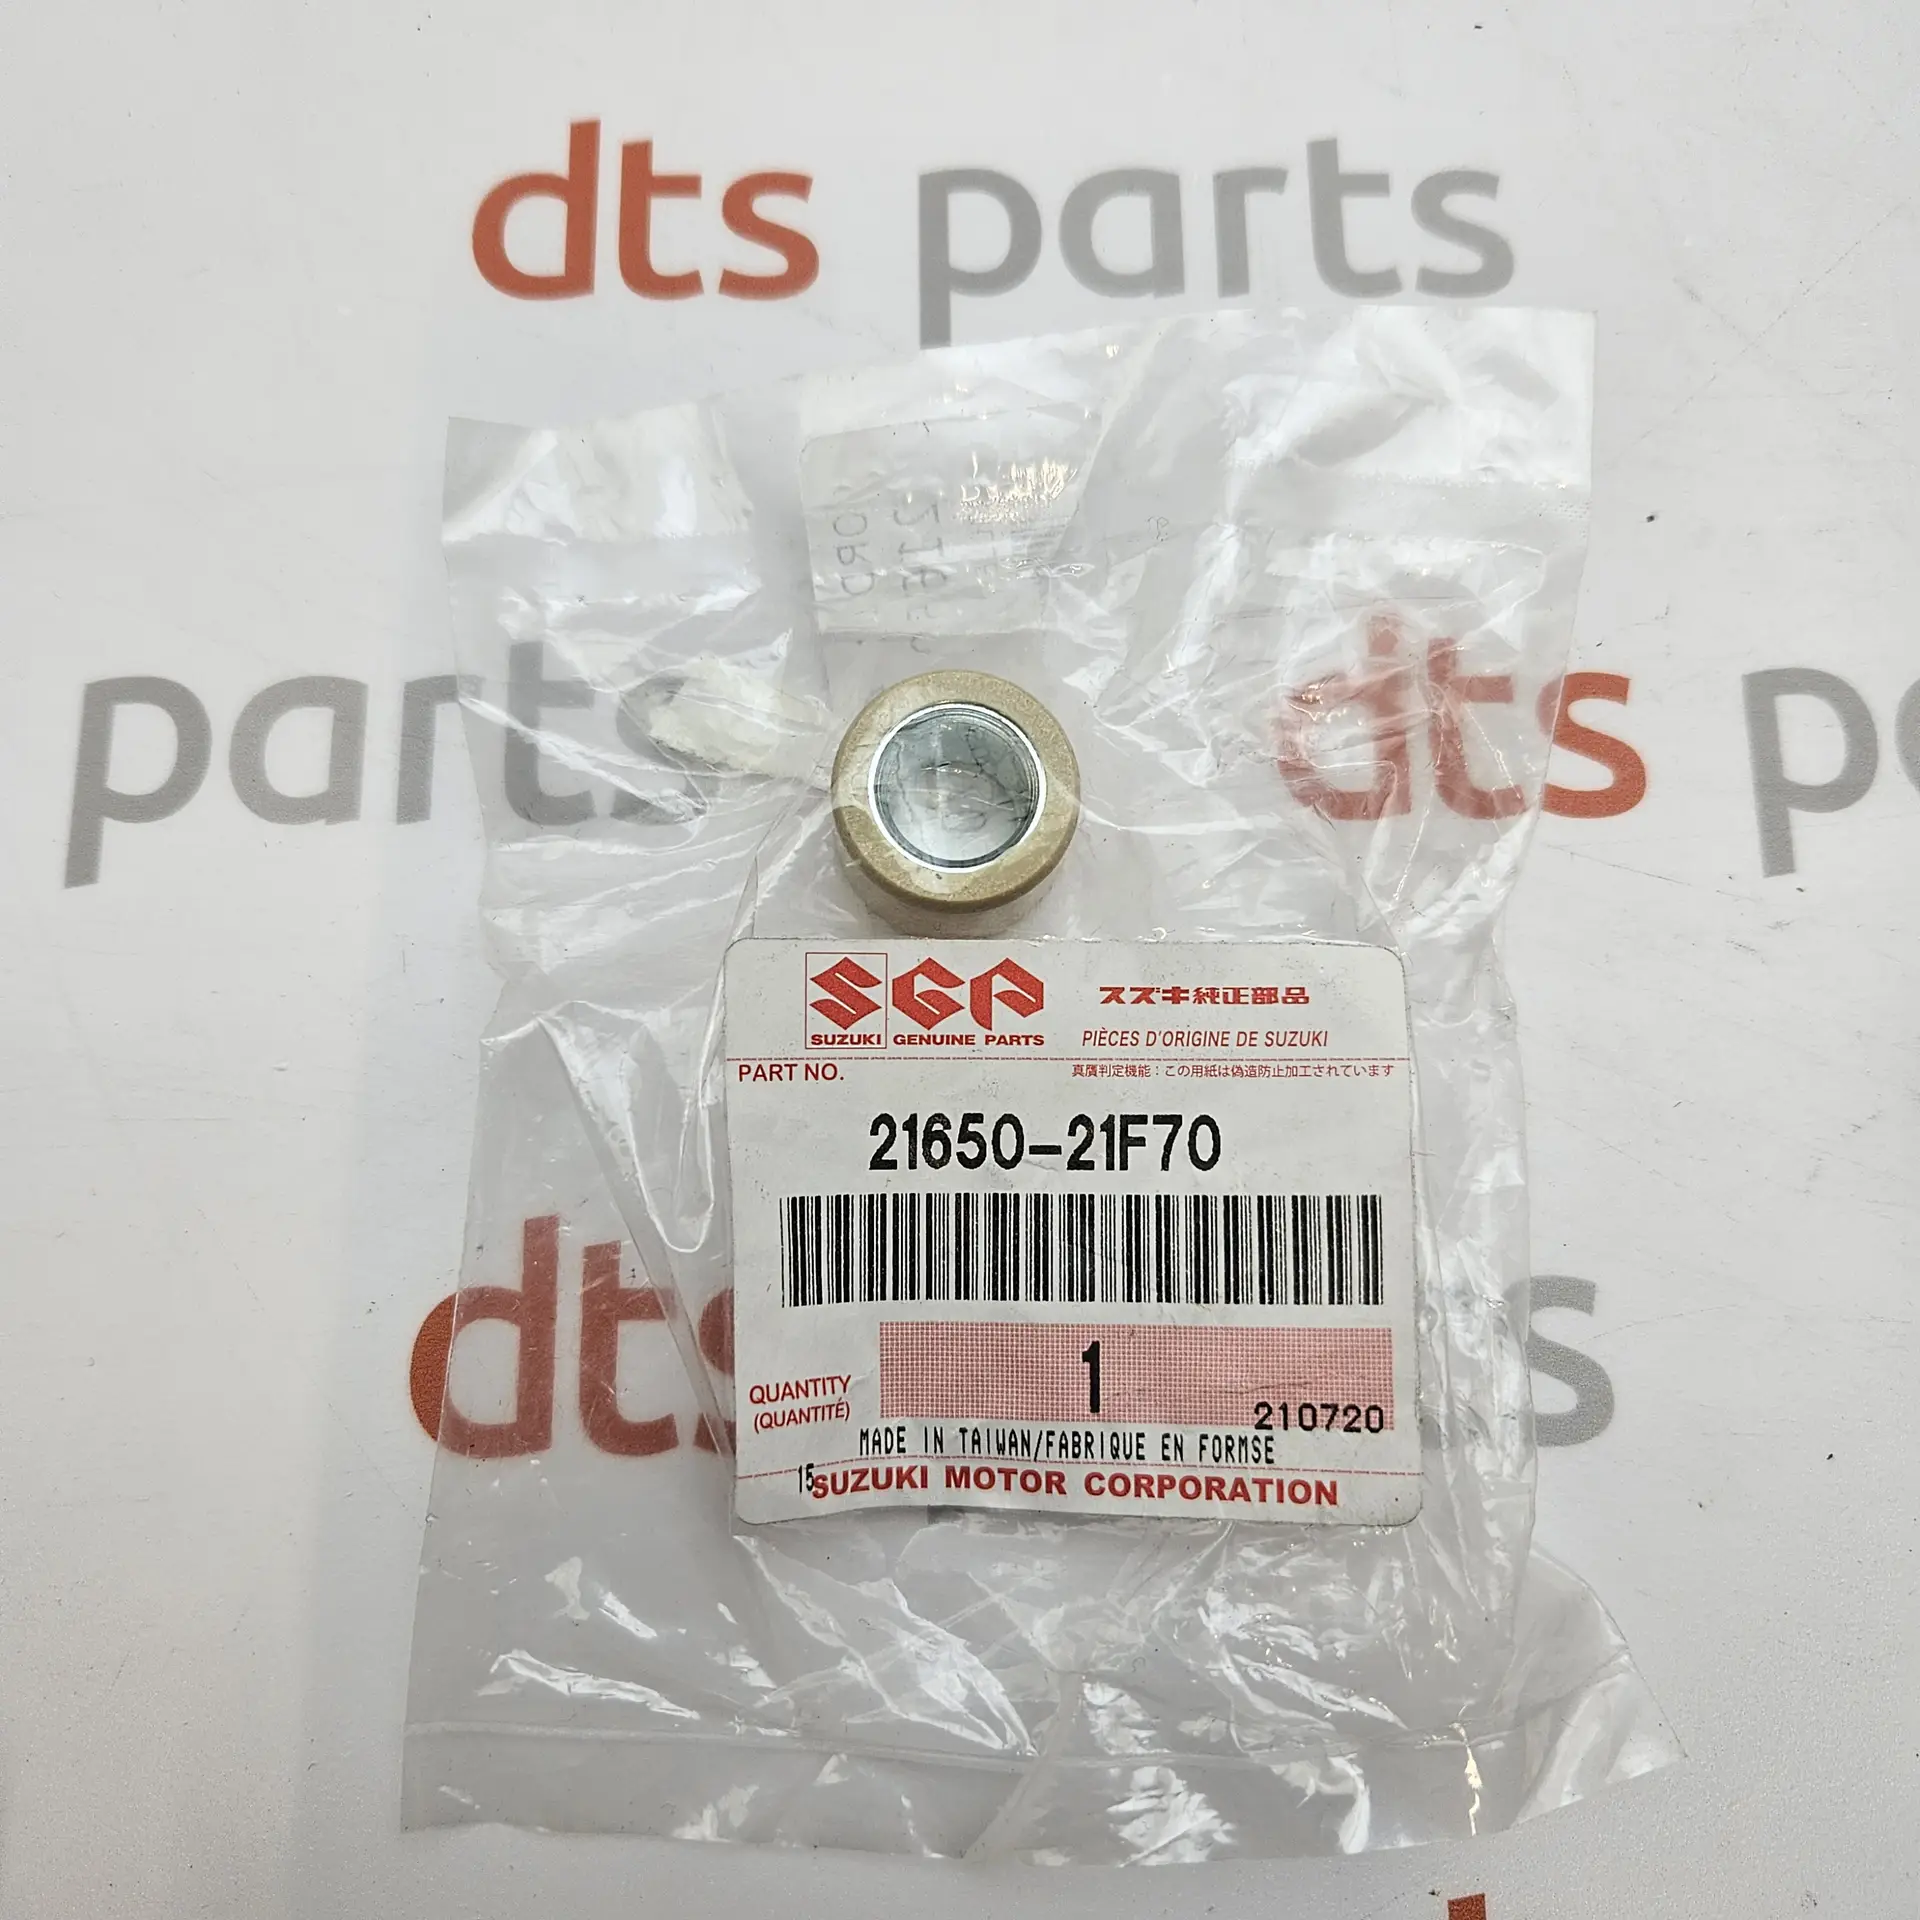 dts parts
parts
dts
SUZUKI GENUINE PARTS
スズキ純正部品
PIÈCES D'ORIGINE DE SUZUKI
PART NO.
真贋判定機能：この用紙は偽造防止加工されています
21650-21F70
dts
1
QUANTITY
(QUANTITÉ)
210720
MADE IN TAIWAN/FABRIQUE EN FORMSE
15
SUZUKI MOTOR CORPORATION